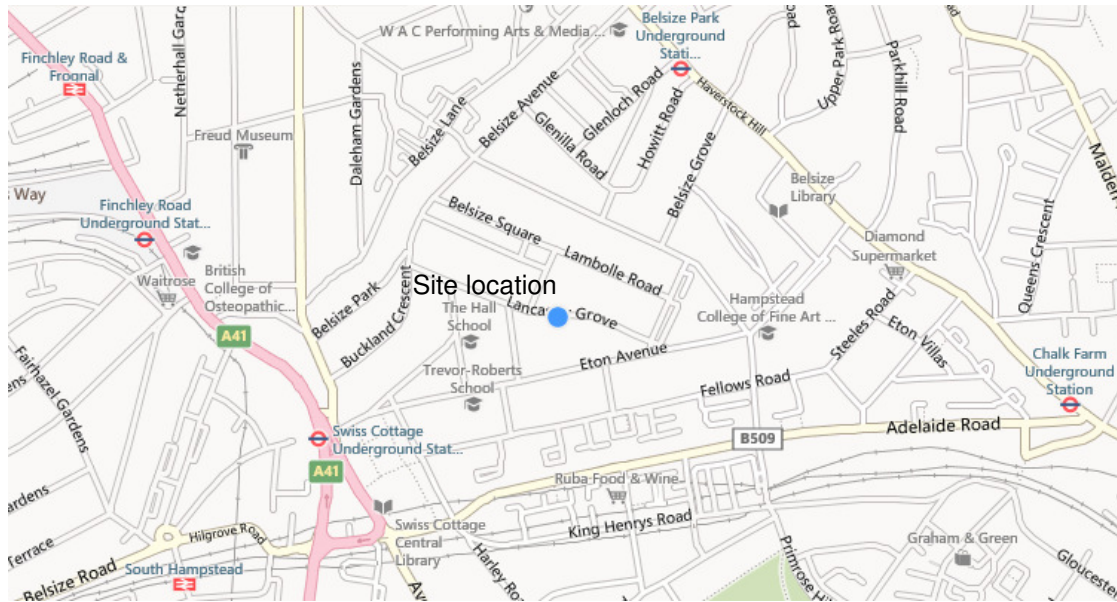 W A C Performing Arts & Media ...
Belsize Park
Underground
Stati...
Finchley Road &
Frognal
Netherhall Gar
Upper Park Road
Parkhill Road
Haverstock Hill
Glenloch Road
Belsize Avenue
Belsize Lane
Daleham Gardens
Freud Museum
Glenilla Road
Howitt Road
Belsize Grove
Malden
s Way
Finchley Road
Underground Stat...
Belsize
Library
Belsize Square
Diamond
Supermarket
Queens Crescent
Lambolle Road
British
College of
Osteopathic...
Waitrose
Site location
Belsize Park
Buckland Crescent
The Hall
School
Grove
Hampstead
College of Fine Art ...
A41
Steeles Road
Eton Villas
Eton Avenue
Trevor-Roberts
School
Fellows Road
Chalk Farm
Underground
Station
Fairhazel Gardens
Swiss Cottage
Underground Stat...
Adelaide Road
B509
A41
Ruba Food & Wine
ardens
Terrace
Hilgrove Road
Swiss Cottage
Central
Library
King Henrys Road
Graham & Green
Gloucester
South Hampstead
Belsize Road
Harley Ro
Av
Primrose Hill